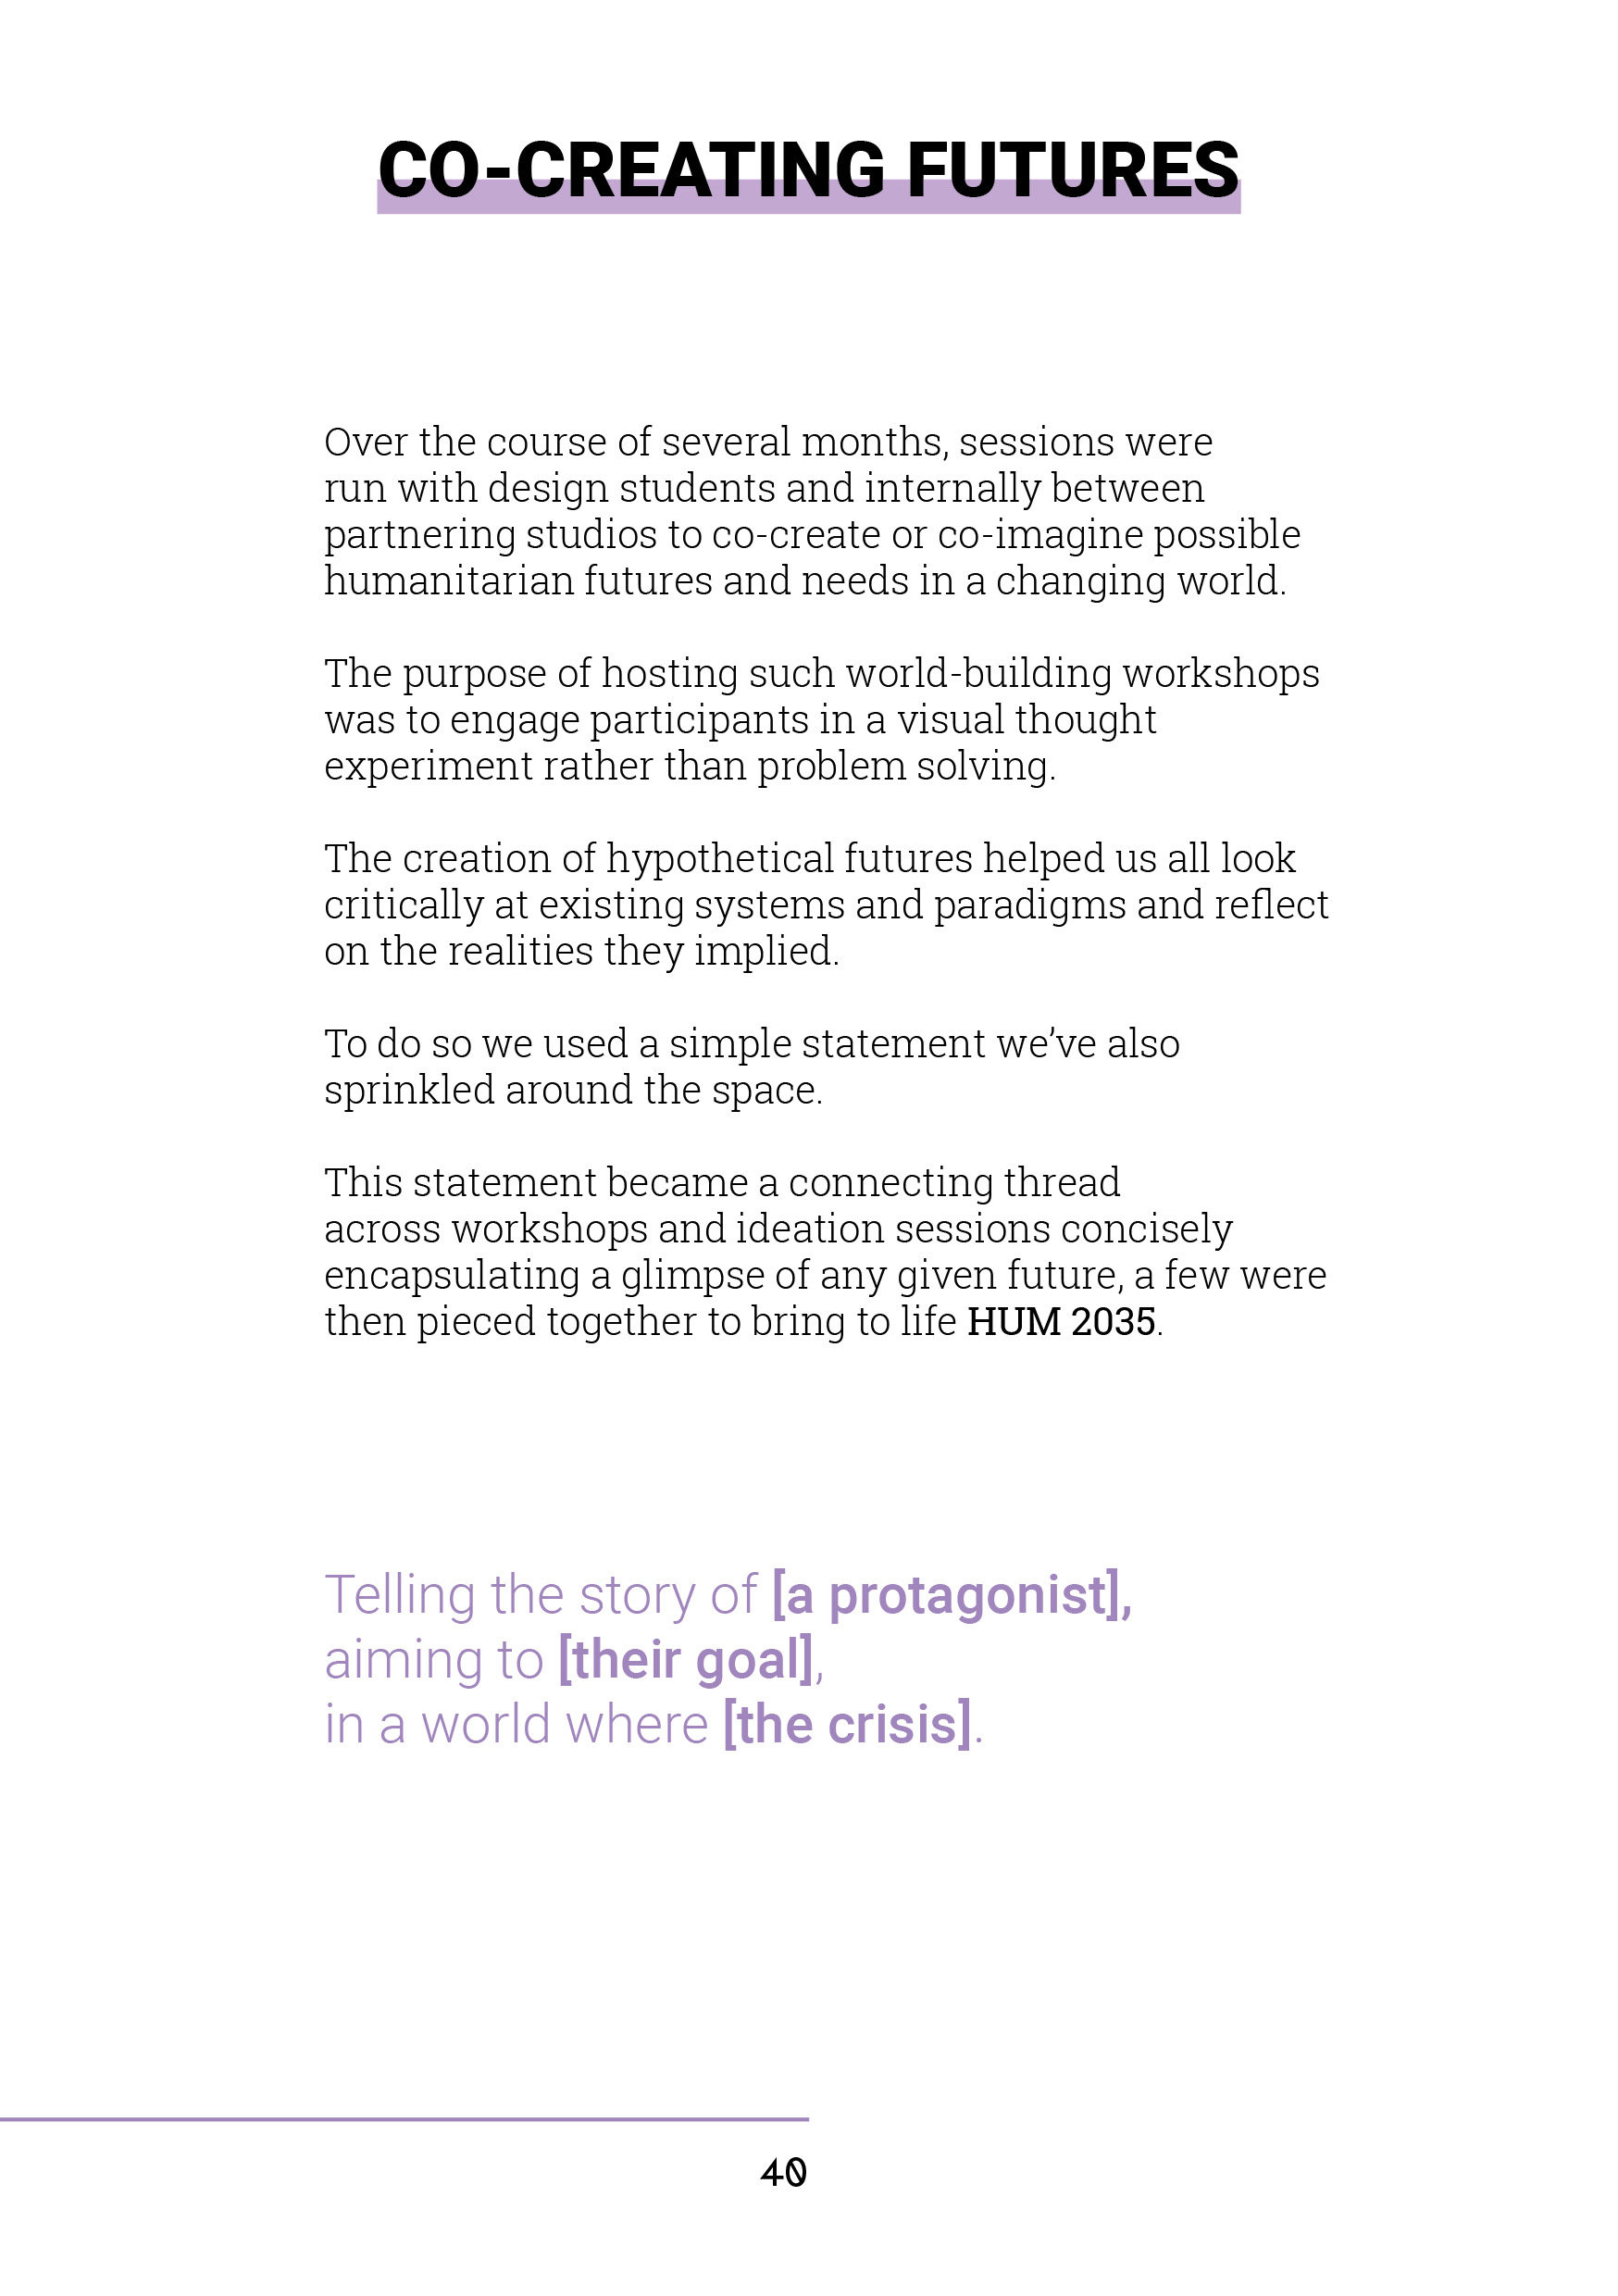 CO-CREATING FUTURES
Over the course of several months, sessions were
run with design students and internally between
partnering studios to co-create or co-imagine possible
humanitarian futures and needs in a changing world.
The purpose of hosting such world-building workshops
was to engage participants in a visual thought
experiment rather than problem solving.
The creation of hypothetical futures helped us all look
critically at existing systems and paradigms and reflect
on the realities they implied.
To do so we used a simple statement we’ve also
sprinkled around the space.
This statement became a connecting thread
across workshops and ideation sessions concisely
encapsulating a glimpse of any given future, a few were
then pieced together to bring to life HUM 2035.
Telling the story of [a protagonist],
aiming to [their goal],
in a world where [the crisis].
40